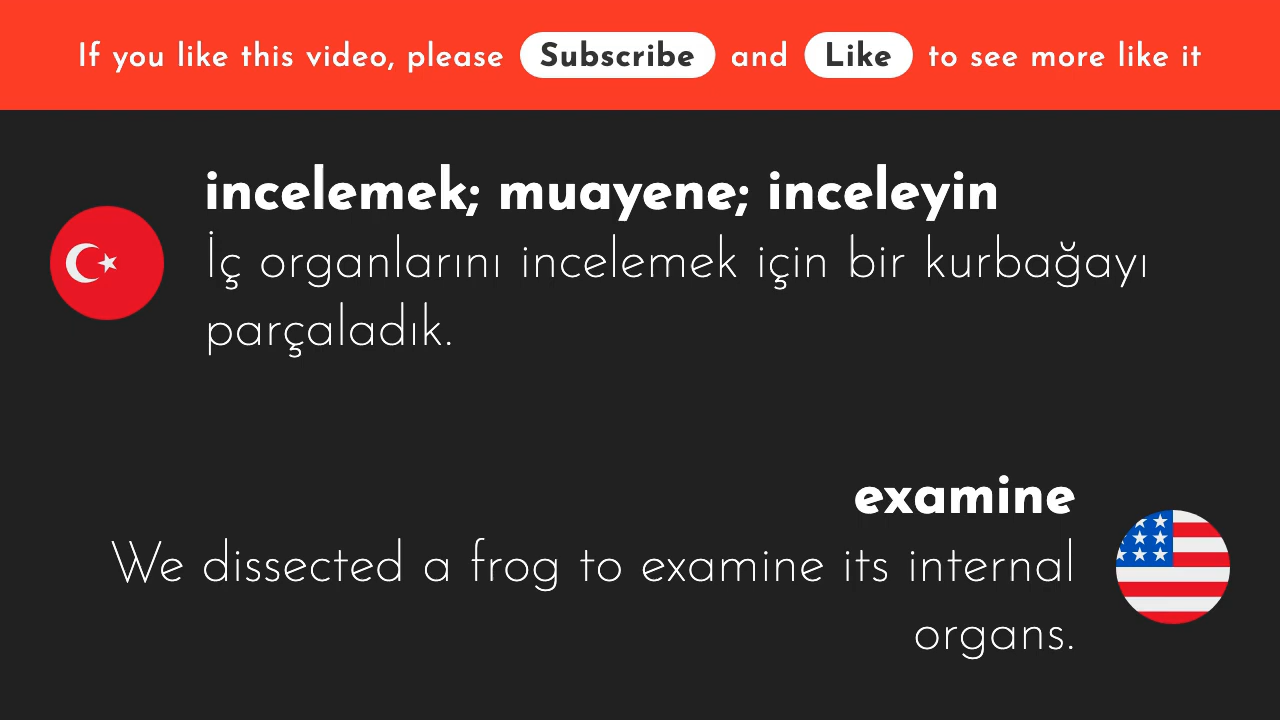 If you like this video, please Subscribe and Like to see more like it
incelemek; muayene; inceleyin
İç organlarını incelemek için bir kurbağayı
parçaladık.
examine
We dissected a frog to examine its internal
organs.